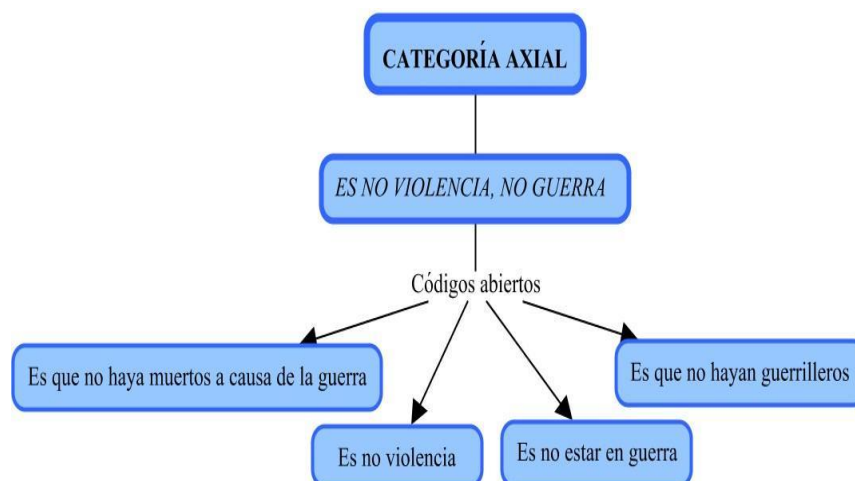 CATEGORÍA AXIAL
ES NO VIOLENCIA, NO GUERRA
Códigos abiertos
Es que no haya muertos a causa de la guerra
Es no violencia
Es no estar en guerra
Es que no hayan guerrilleros